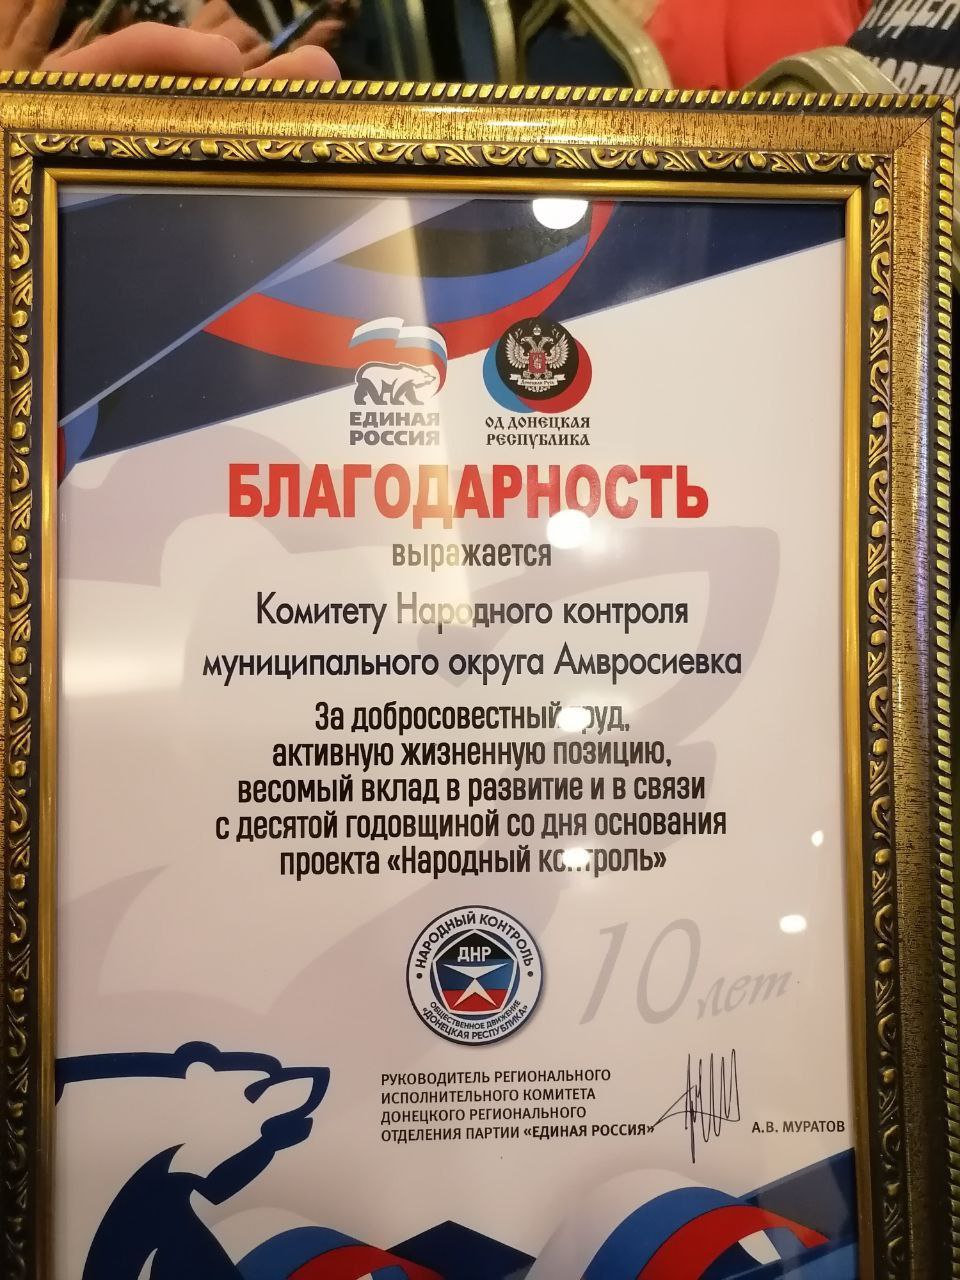 ЕДИНАЯ
РОССИЯ
Донецкая Русь
ОД ДОНЕЦКАЯ
РЕСПУБЛИКА
БЛАГОДАРНОСТЬ
выражается
Комитету Народного контроля
муниципального округа Амвросиевка
За добросовестный труд,
активную жизненную позицию,
весомый вклад в развитие и в связи
с десятой годовщиной со дня основания
проекта «Народный контроль»
• НАРОДНЫЙ КОНТРОЛЬ •
ДНР
ОБЩЕСТВЕННОЕ ДВИЖЕНИЕ
«ДОНЕЦКАЯ РЕСПУБЛИКА»
10 лет
РУКОВОДИТЕЛЬ РЕГИОНАЛЬНОГО
ИСПОЛНИТЕЛЬНОГО КОМИТЕТА
ДОНЕЦКОГО РЕГИОНАЛЬНОГО
ОТДЕЛЕНИЯ ПАРТИИ «ЕДИНАЯ РОССИЯ»
А.В. МУРАТОВ